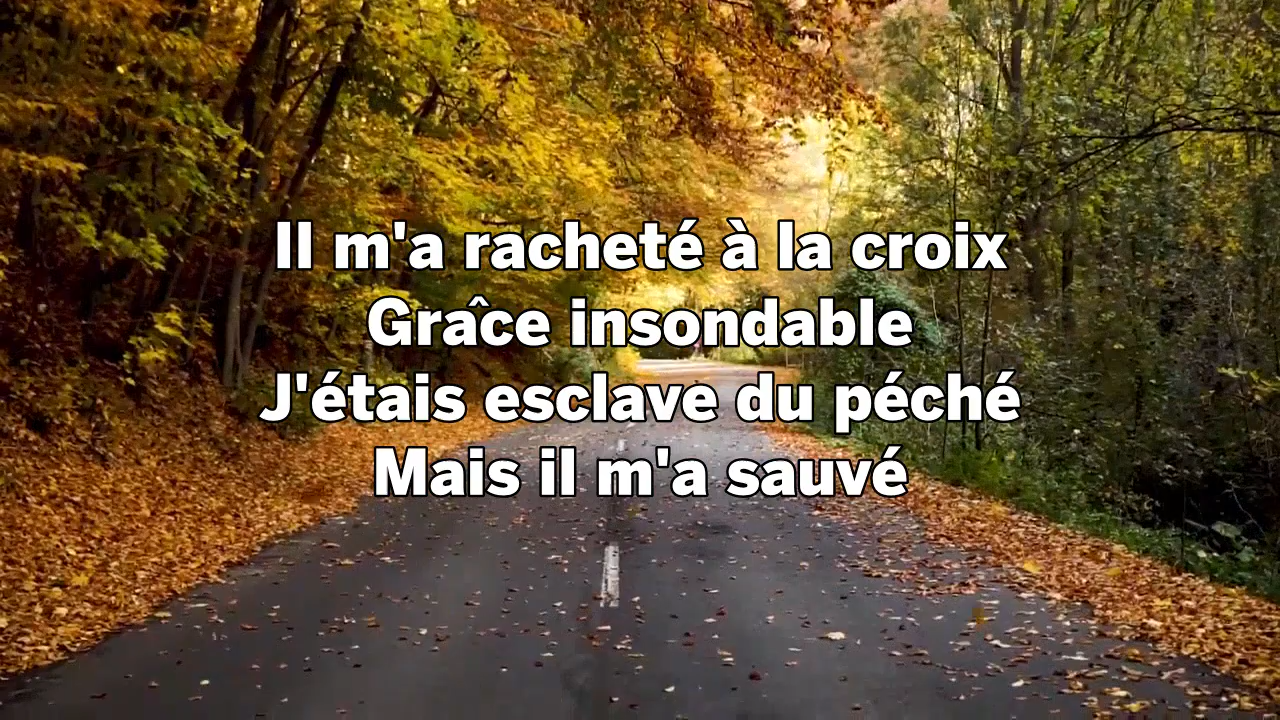 Il m'a racheté à la croix
Grâce insondable
J'étais esclave du péché
Mais il m'a sauvé